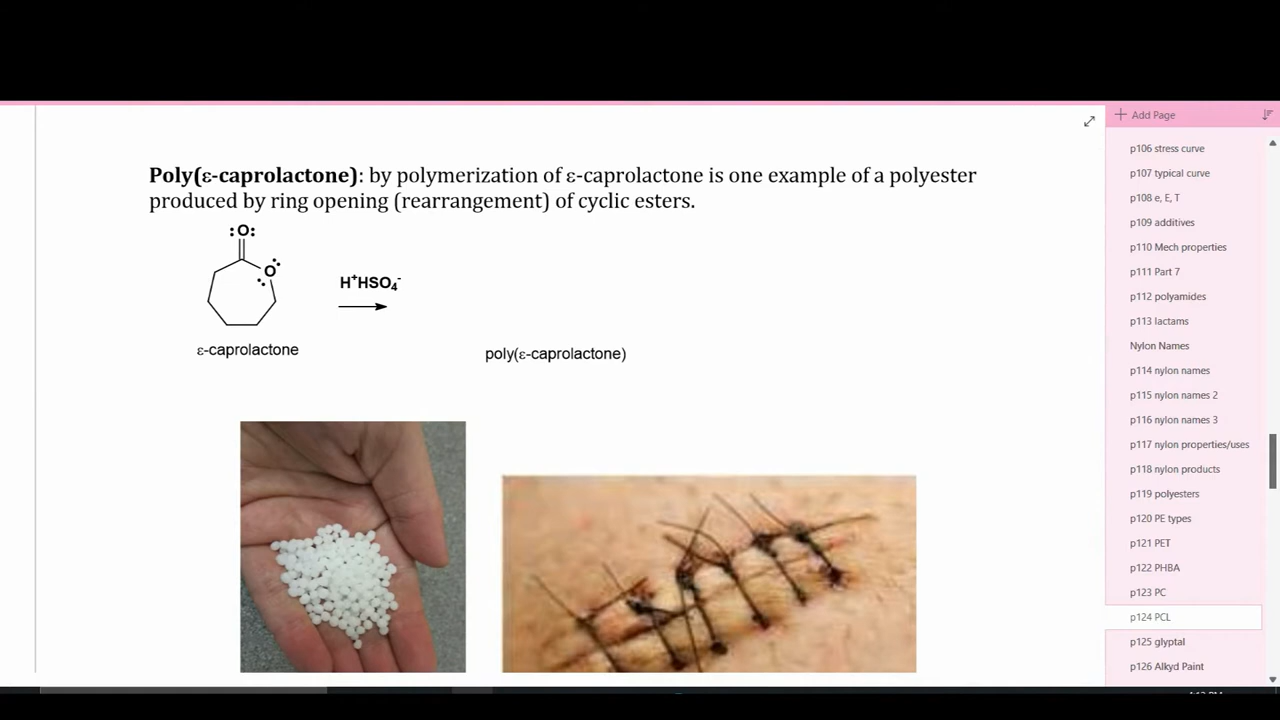 Add Page
Poly(ε-caprolactone): by polymerization of ε-caprolactone is one example of a polyester
produced by ring opening (rearrangement) of cyclic esters.
:O:
O
H⁺HSO₄⁻
ε-caprolactone
poly(ε-caprolactone)
p106 stress curve
p107 typical curve
p108 e, E, T
p109 additives
p110 Mech properties
p111 Part 7
p112 polyamides
p113 lactams
Nylon Names
p114 nylon names
p115 nylon names 2
p116 nylon names 3
p117 nylon properties/uses
p118 nylon products
p119 polyesters
p120 PE types
p121 PET
p122 PHBA
p123 PC
p124 PCL
p125 glyptal
p126 Alkyd Paint